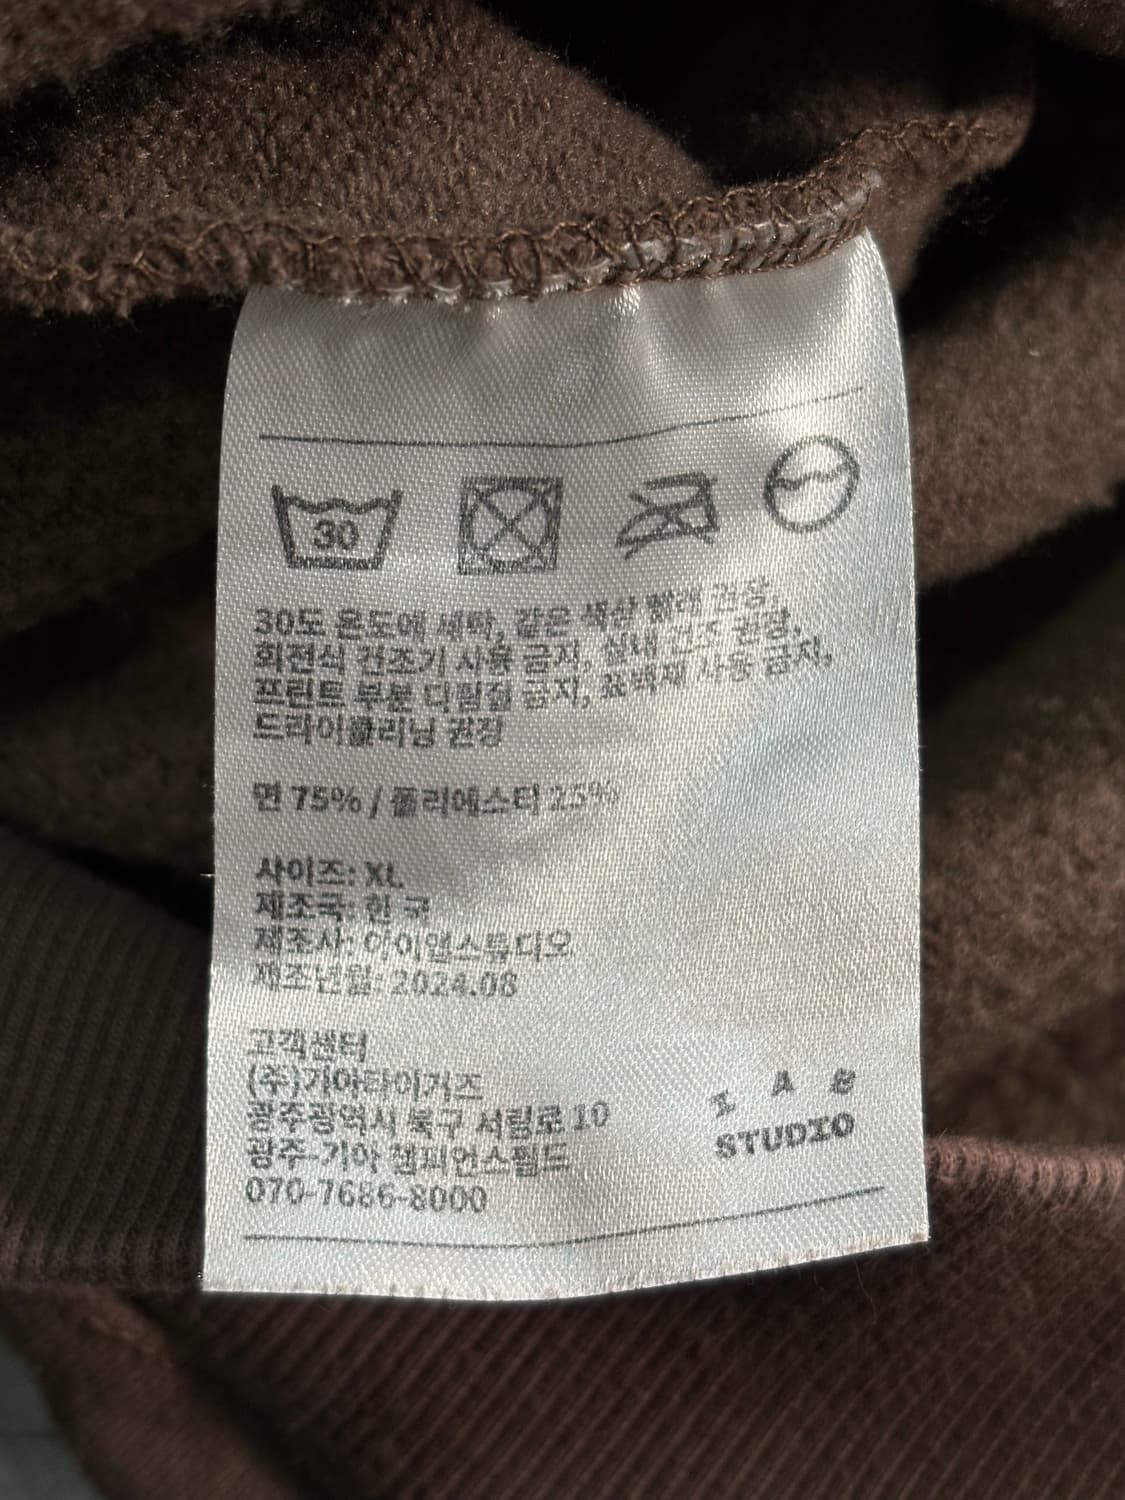 30
30도 온도에 세탁, 같은 색상 빨래 권장,
회전식 건조기 사용 금지, 실내 건조 권장,
프린트 부분 다림질 금지, 표백제 사용 금지,
드라이클리닝 권장
면 75% / 폴리에스터 25%
사이즈: XL
제조국: 한국
제조사: 아이앱스튜디오
제조년월: 2024.08
고객센터
(주)기아타이거즈
광주광역시 북구 서림로 10
광주-기아 챔피언스필드
070-7686-8000
I A B
STUDIO